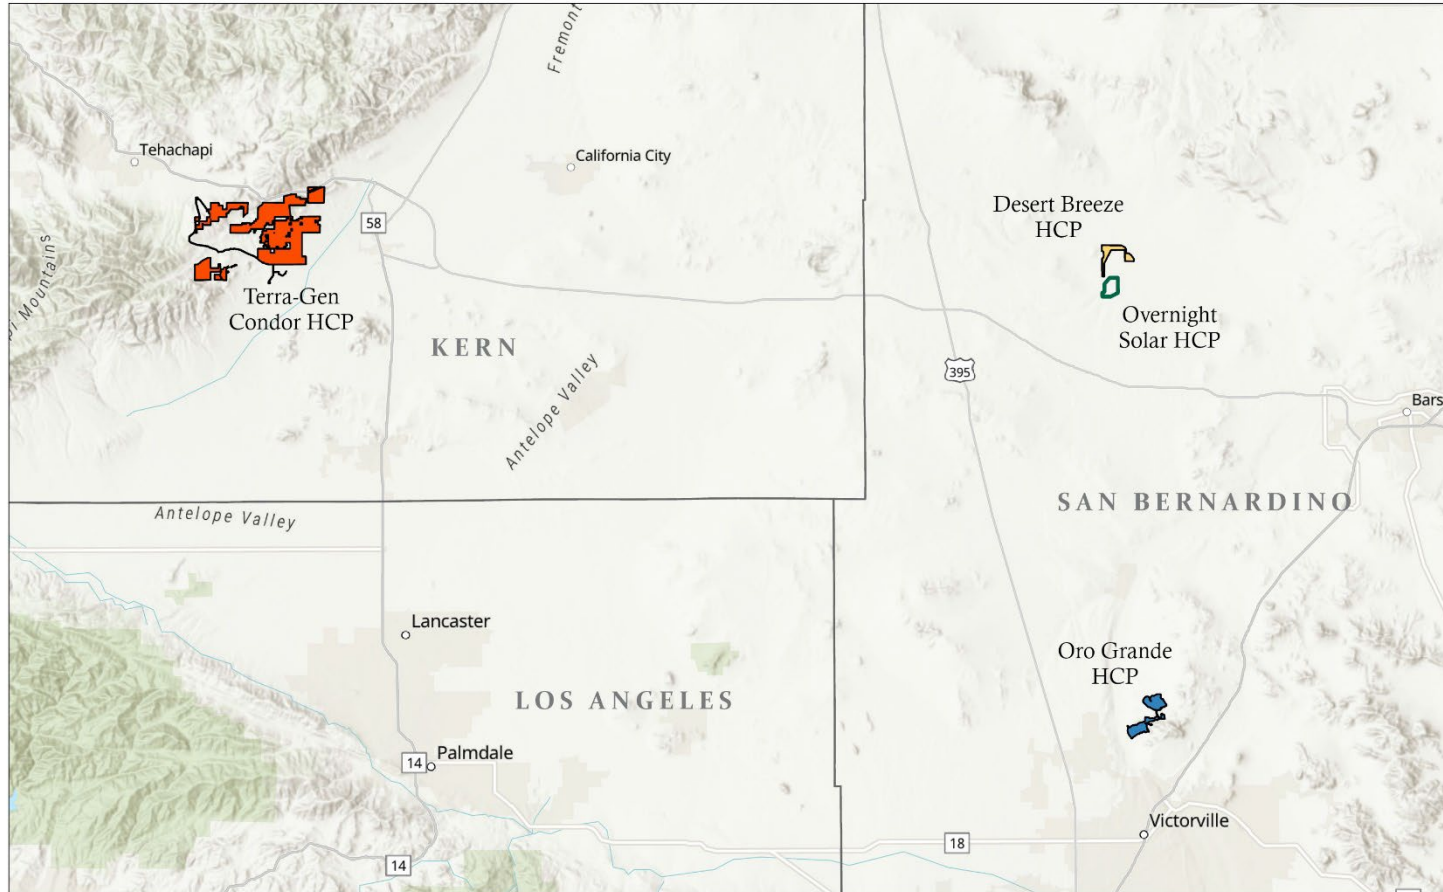 Fremont
Tehachapi
California City
58
Desert Breeze
HCP
Terra-Gen
Condor HCP
Overnight
Solar HCP
pi Mountains
KERN
395
Antelope Valley
Bars
SAN BERNARDINO
Antelope Valley
Lancaster
Oro Grande
HCP
LOS ANGELES
14
Palmdale
Victorville
18
14